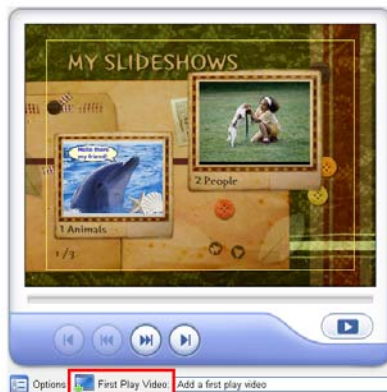 MY SLIDESHOWS
Hello there
my friend!
2 People
1 Animals
1/3
Options
First Play Video:
Add a first play video